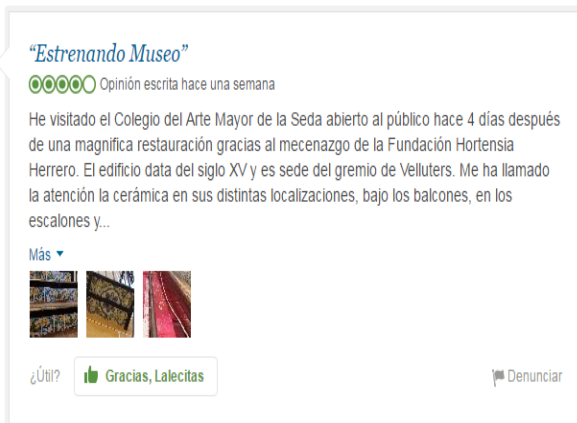 “Estrenando Museo”
Opinión escrita hace una semana
He visitado el Colegio del Arte Mayor de la Seda abierto al público hace 4 días después
de una magnifica restauración gracias al mecenazgo de la Fundación Hortensia
Herrero. El edificio data del siglo XV y es sede del gremio de Velluters. Me ha llamado
la atención la cerámica en sus distintas localizaciones, bajo los balcones, en los
escalones y...
Más
¿Útil?
Gracias, Lalecitas
Denunciar